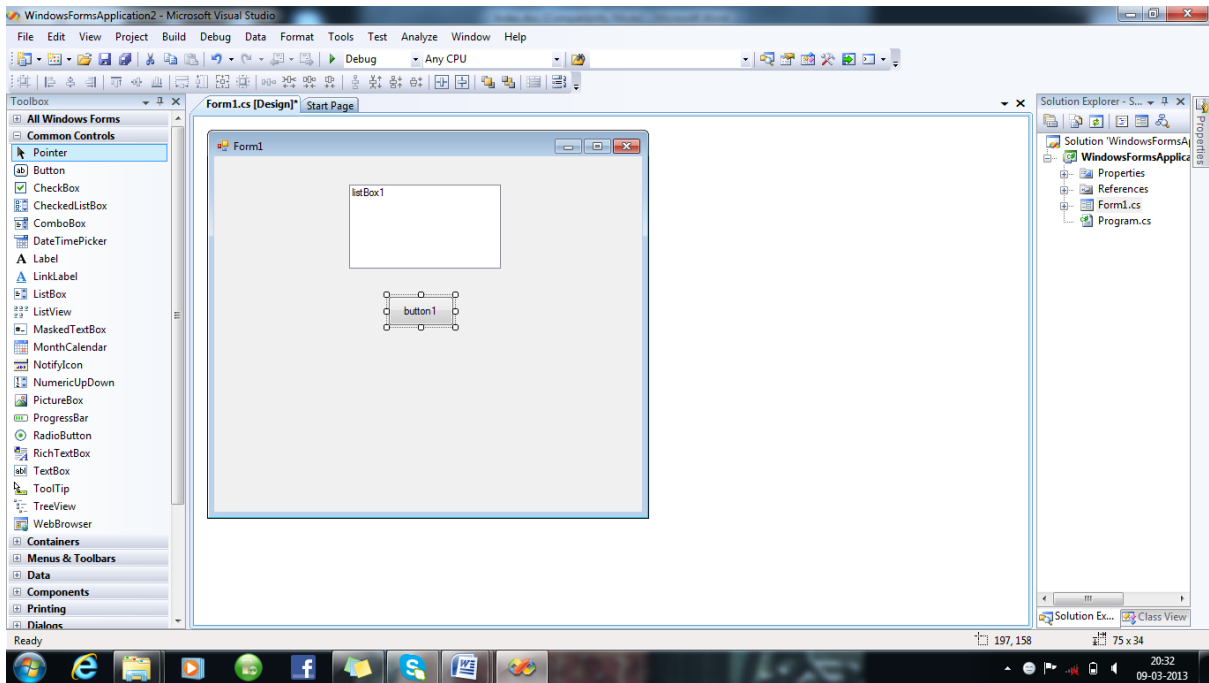 WindowsFormsApplication2 - Microsoft Visual Studio
File Edit View Project Build Debug Data Format Tools Test Analyze Window Help
Debug Any CPU
Toolbox
All Windows Forms
Common Controls
Pointer
Button
CheckBox
CheckedListBox
ComboBox
DateTimePicker
A Label
A LinkLabel
ListBox
ListView
MaskedTextBox
MonthCalendar
NotifyIcon
NumericUpDown
PictureBox
ProgressBar
RadioButton
RichTextBox
TextBox
ToolTip
TreeView
WebBrowser
Containers
Menus & Toolbars
Data
Components
Printing
Dialogs
Form1.cs [Design]* Start Page
Form1
listBox1
button1
Solution Explorer - S...
Solution 'WindowsFormsA
WindowsFormsApplica
Properties
References
Form1.cs
Program.cs
Properties
Solution Ex... Class View
Ready 197, 158 75 x 34
20:32
09-03-2013